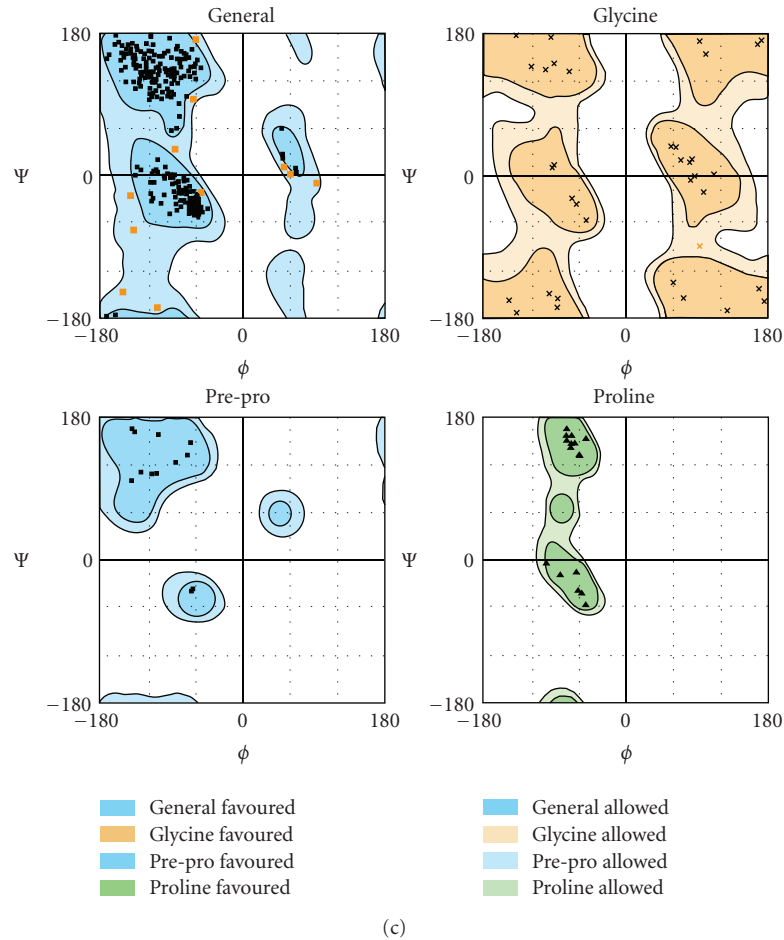 General
Glycine
180
Ψ
0
−180
−180
0
180
ϕ
180
Ψ
0
−180
−180
0
180
ϕ
Pre-pro
Proline
180
Ψ
0
−180
−180
0
180
ϕ
180
Ψ
0
−180
−180
0
180
ϕ
General favoured
Glycine favoured
Pre-pro favoured
Proline favoured
General allowed
Glycine allowed
Pre-pro allowed
Proline allowed
(c)